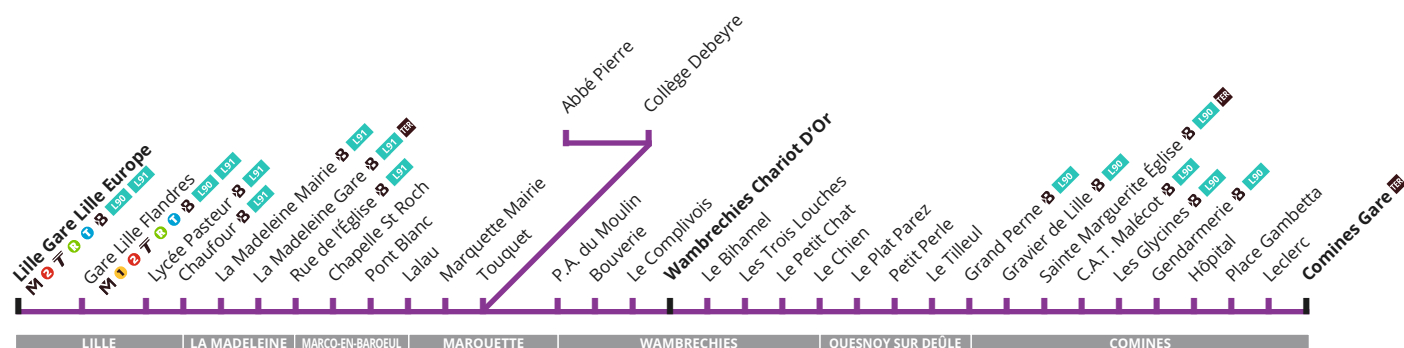 Abbé Pierre
Collège Debeyre
Lille Gare Lille Europe
M 2 T R T L90 L91
Gare Lille Flandres
M 1 2 T R T L90 L91
Lycée Pasteur L91
Chaufour L91
La Madeleine Mairie L91
La Madeleine Gare L91 TER
Rue de l'Église L91
Chapelle St Roch
Pont Blanc
Lalau
Marquette Mairie
Touquet
P.A. du Moulin
Bouverie
Le Complivois
Wambrechies Chariot D'Or
Le Bihamel
Les Trois Louches
Le Petit Chat
Le Chien
Le Plat Parez
Petit Perle
Le Tilleul
Grand Perne L90
Gravier de Lille L90
Sainte Marguerite Église L90 TER
C.A.T. Malécot L90
Les Glycines L90
Gendarmerie L90
Hôpital
Place Gambetta
Leclerc
Comines Gare TER
LILLE
LA MADELEINE
MARCQ-EN-BAROEUL
MARQUETTE
WAMBRECHIES
QUESNOY SUR DEÛLE
COMINES